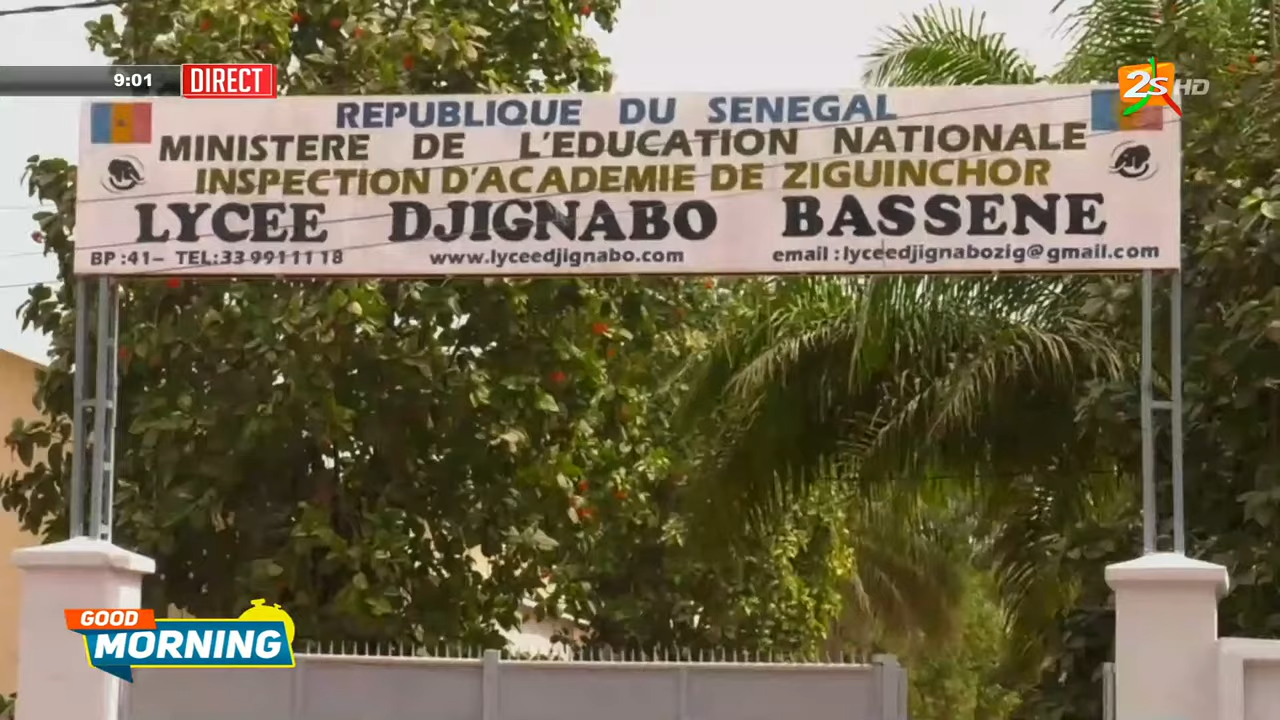 9:01 DIRECT
2S HD
REPUBLIQUE DU SENEGAL
MINISTERE DE L'EDUCATION NATIONALE
INSPECTION D'ACADEMIE DE ZIGUINCHOR
LYCEE DJIGNABO BASSENE
BP :41– TEL:33 991 11 18 www.lyceedjignabo.com email :lyceedjignabozig@gmail.com
GOOD
MORNING